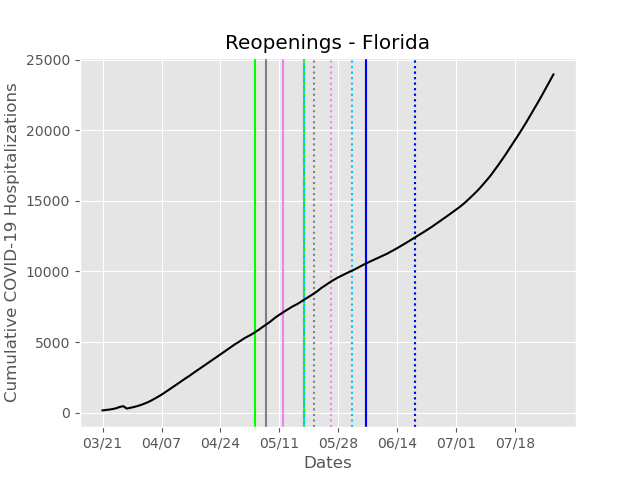 Reopenings - Florida
Cumulative COVID-19 Hospitalizations
25000
20000
15000
10000
5000
0
03/21 04/07 04/24 05/11 05/28 06/14 07/01 07/18
Dates